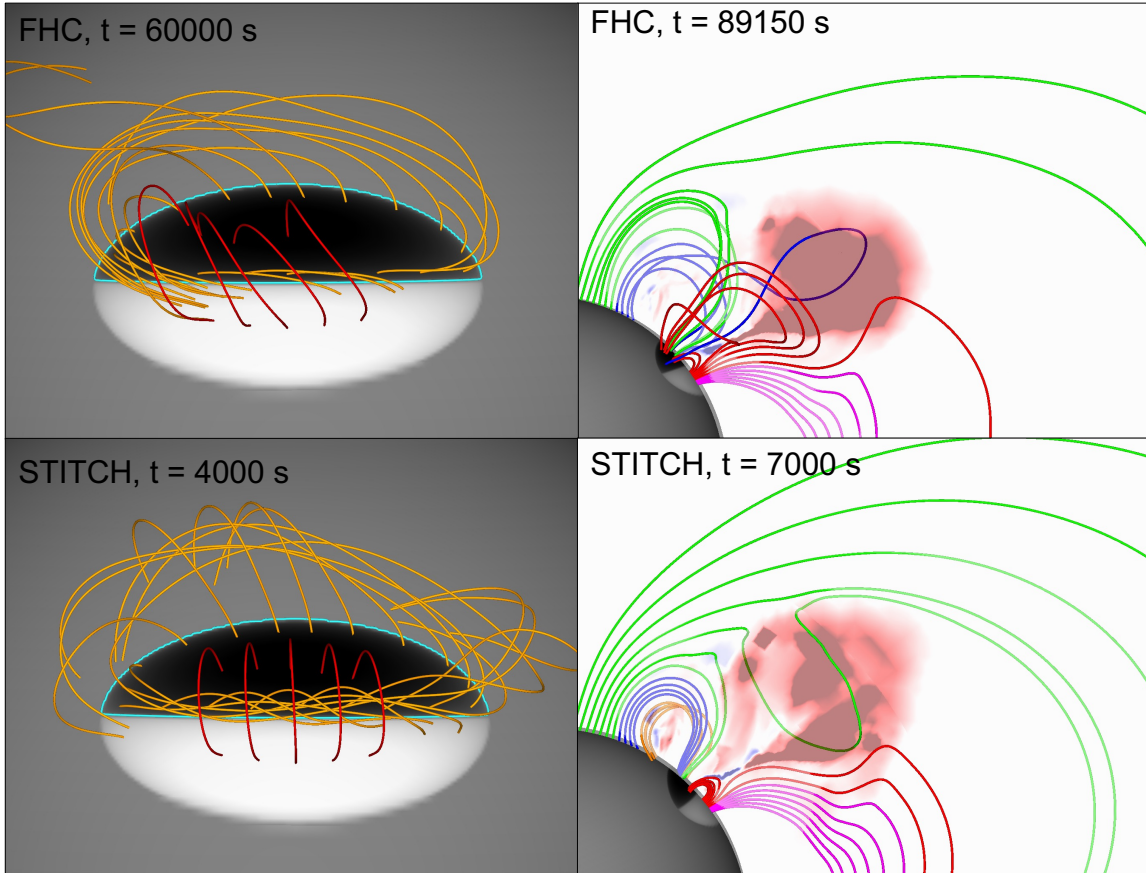 FHC, t = 60000 s
FHC, t = 89150 s
STITCH, t = 4000 s
STITCH, t = 7000 s